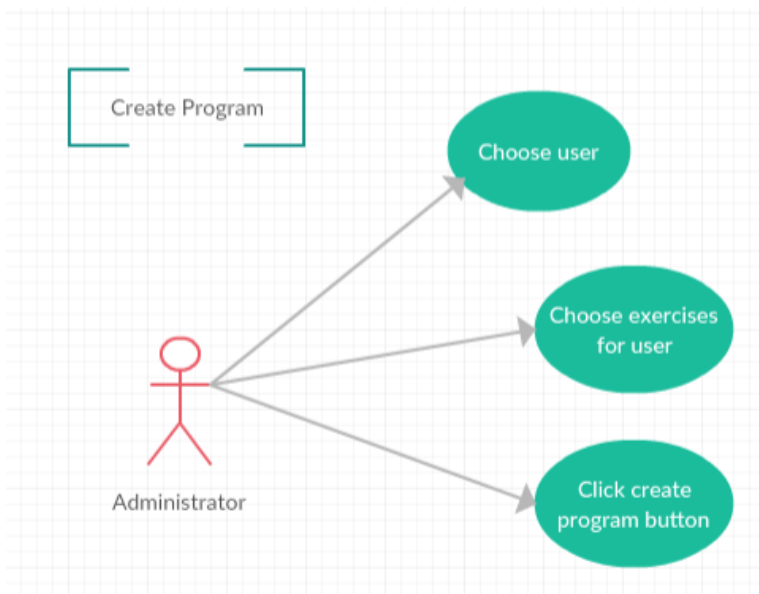 Create Program
Choose user
Choose exercises
for user
Click create
program button
Administrator